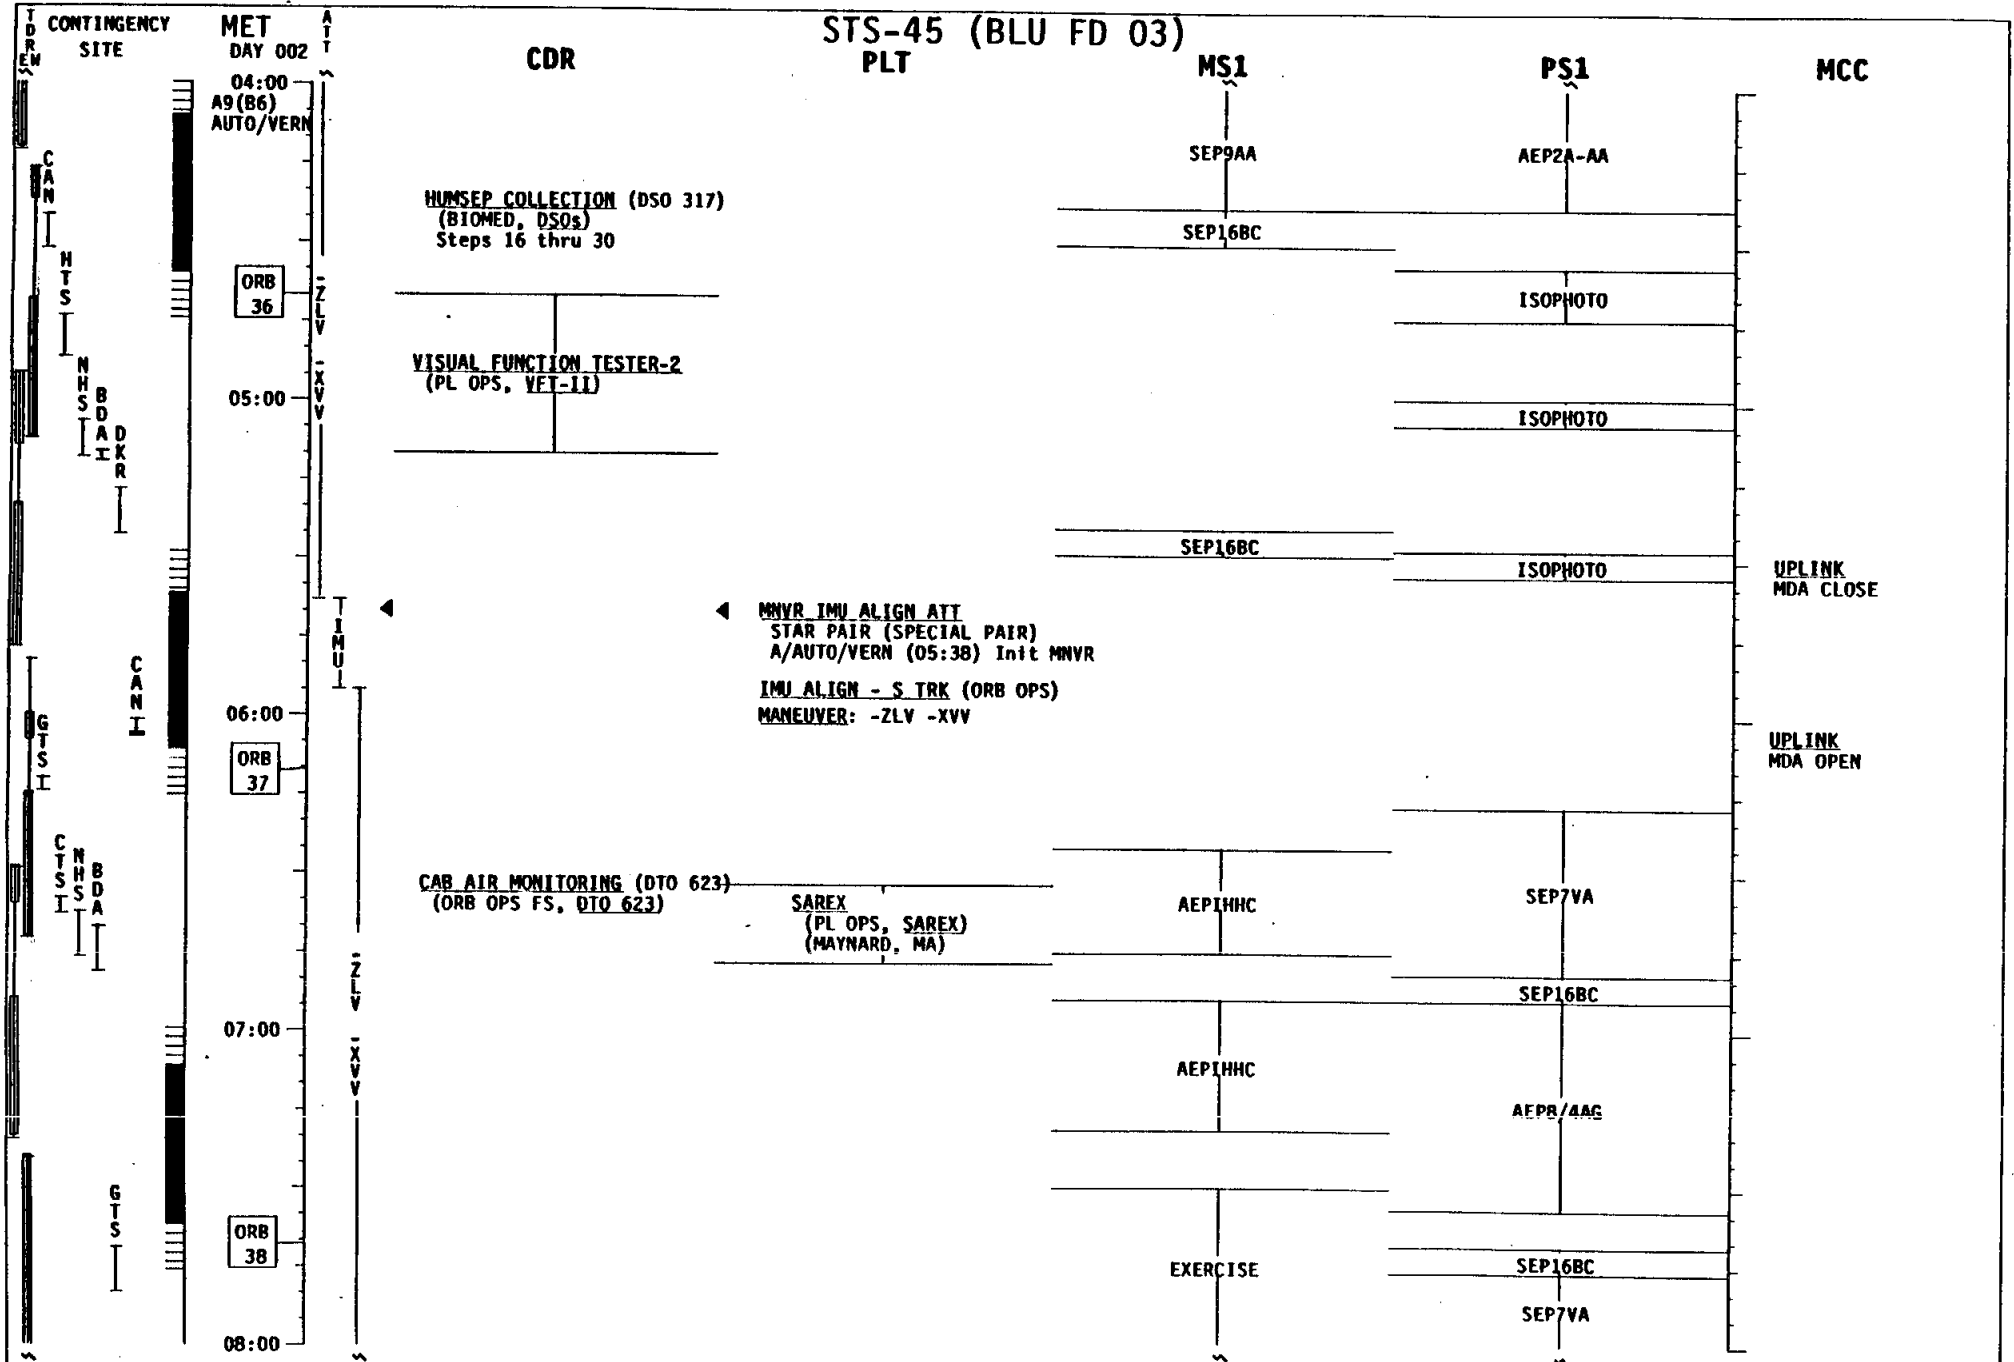 STS-45 (BLU FD 03)
TDRW
E
CONTINGENCY
SITE
MET
DAY 002
ATT
CDR
PLT
MS1
PS1
MCC
04:00
A9(B6)
AUTO/VERN
CAN
SEP9AA
AEP2A-AA
HUMSEP COLLECTION (DSO 317)
(BIOMED, DSOs)
Steps 16 thru 30
SEP16BC
HTS
ORB
36
-ZLV -XVV
ISOPHOTO
NHS
BDA
DKR
VISUAL FUNCTION TESTER-2
(PL OPS, VFT-II)
05:00
ISOPHOTO
SEP16BC
ISOPHOTO
UPLINK
MDA CLOSE
IMU
MNVR IMU ALIGN ATT
STAR PAIR (SPECIAL PAIR)
A/AUTO/VERN (05:38) Init MNVR
CAN
IMU ALIGN - S TRK (ORB OPS)
06:00
MANEUVER: -ZLV -XVV
GTS
ORB
37
UPLINK
MDA OPEN
CTS
NHS
BDA
CAB AIR MONITORING (DTO 623)
(ORB OPS FS, DTO 623)
SAREX
(PL OPS, SAREX)
(MAYNARD, MA)
AEPIHHC
SEP7VA
-ZLV -XVV
SEP16BC
07:00
AEPIHHC
AEP8/4AG
GTS
ORB
38
EXERCISE
SEP16BC
SEP7VA
08:00